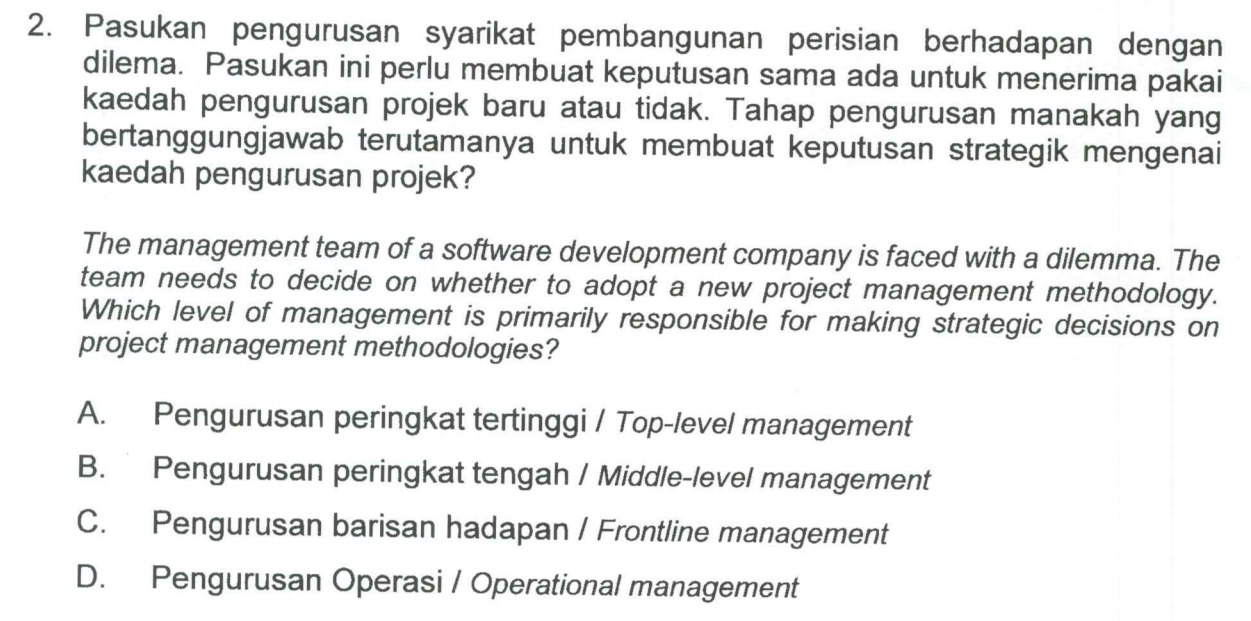 2. Pasukan pengurusan syarikat pembangunan perisian berhadapan dengan
dilema. Pasukan ini perlu membuat keputusan sama ada untuk menerima pakai
kaedah pengurusan projek baru atau tidak. Tahap pengurusan manakah yang
bertanggungjawab terutamanya untuk membuat keputusan strategik mengenai
kaedah pengurusan projek?
The management team of a software development company is faced with a dilemma. The
team needs to decide on whether to adopt a new project management methodology.
Which level of management is primarily responsible for making strategic decisions on
project management methodologies?
A. Pengurusan peringkat tertinggi / Top-level management
B. Pengurusan peringkat tengah / Middle-level management
C. Pengurusan barisan hadapan / Frontline management
D. Pengurusan Operasi / Operational management